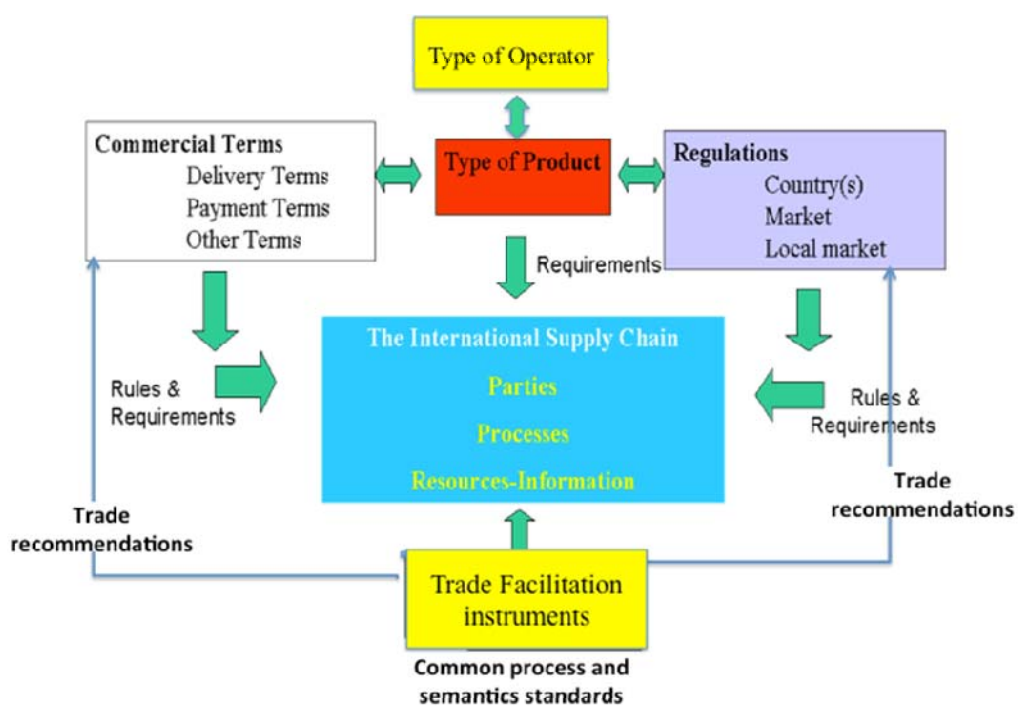 Type of Operator
Commercial Terms
Delivery Terms
Payment Terms
Other Terms
Type of Product
Regulations
Country(s)
Market
Local market
Requirements
The International Supply Chain
Parties
Processes
Resources-Information
Rules &
Requirements
Rules &
Requirements
Trade
recommendations
Trade
recommendations
Trade Facilitation
instruments
Common process and
semantics standards